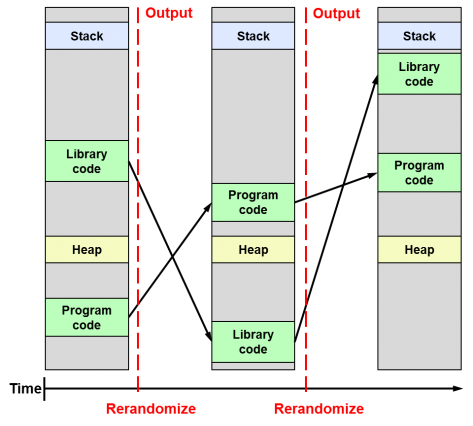 Output
Output
Stack
Stack
Stack
Library
code
Library
code
Program
code
Program
code
Heap
Heap
Heap
Program
code
Library
code
Time
Rerandomize
Rerandomize